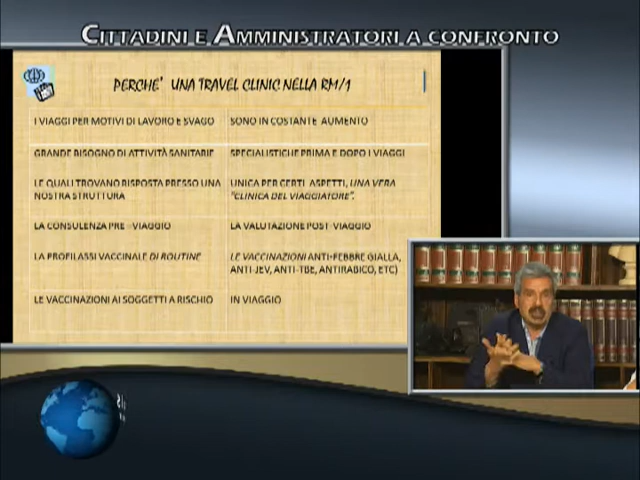 CITTADINI E AMMINISTRATORI A CONFRONTO
PERCHE' UNA TRAVEL CLINIC NELLA RM/1
I VIAGGI PER MOTIVI DI LAVORO E SVAGO SONO IN COSTANTE AUMENTO
GRANDE BISOGNO DI ATTIVITÀ SANITARIE SPECIALISTICHE PRIMA E DOPO I VIAGGI
LE QUALI TROVANO RISPOSTA PRESSO UNA
NOSTRA STRUTTURA
UNICA PER CERTI ASPETTI, UNA VERA
"CLINICA DEL VIAGGIATORE".
LA CONSULENZA PRE - VIAGGIO LA VALUTAZIONE POST-VIAGGIO
LA PROFILASSI VACCINALE DI ROUTINE
LE VACCINAZIONI ANTI-FEBBRE GIALLA,
ANTI-JEV, ANTI-TBE, ANTIRABICO, ETC)
LE VACCINAZIONI AI SOGGETTI A RISCHIO IN VIAGGIO